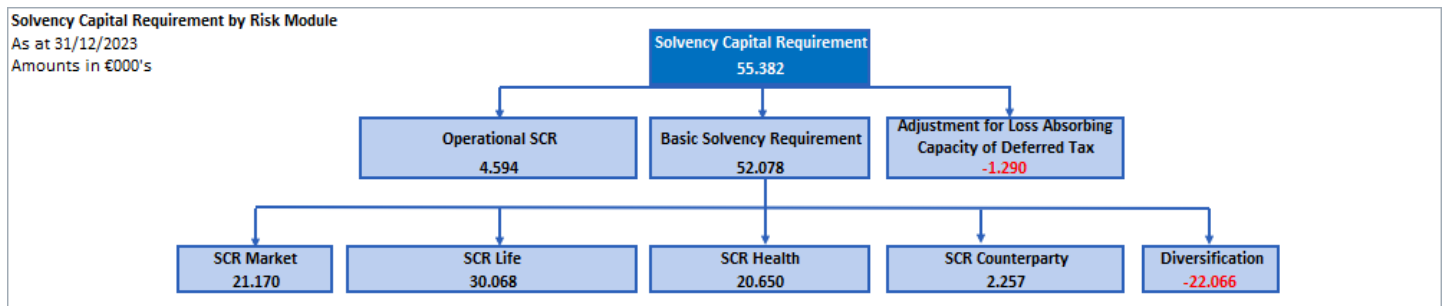 Solvency Capital Requirement by Risk Module
As at 31/12/2023
Amounts in €000's
Solvency Capital Requirement
55.382
Operational SCR
4.594
Basic Solvency Requirement
52.078
Adjustment for Loss Absorbing
Capacity of Deferred Tax
-1.290
SCR Market
21.170
SCR Life
30.068
SCR Health
20.650
SCR Counterparty
2.257
Diversification
-22.066